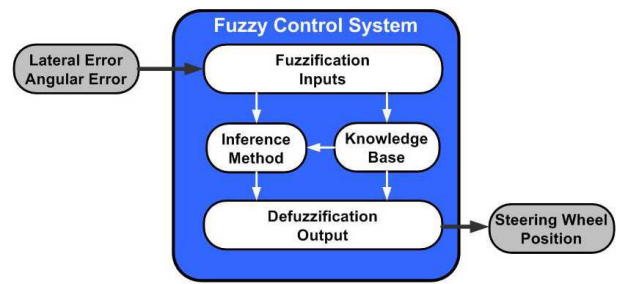 Fuzzy Control System
Lateral Error
Angular Error
Fuzzification
Inputs
Inference
Method
Knowledge
Base
Defuzzification
Output
Steering Wheel
Position